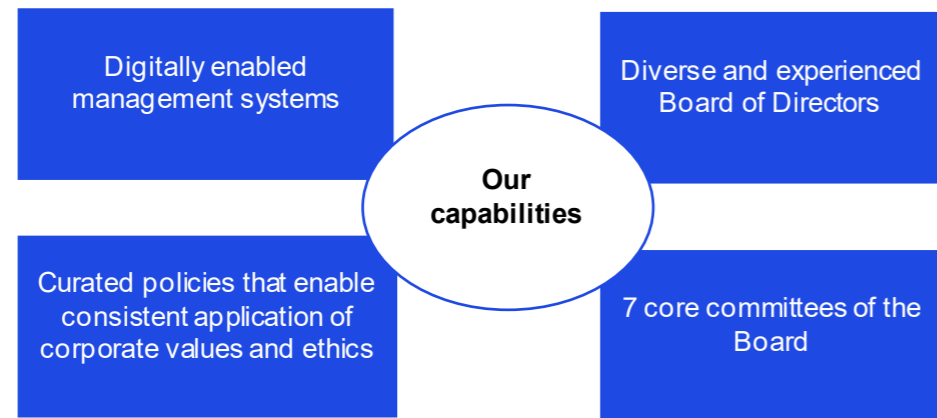 Digitally enabled
management systems
Diverse and experienced
Board of Directors
Our
capabilities
Curated policies that enable
consistent application of
corporate values and ethics
7 core committees of the
Board